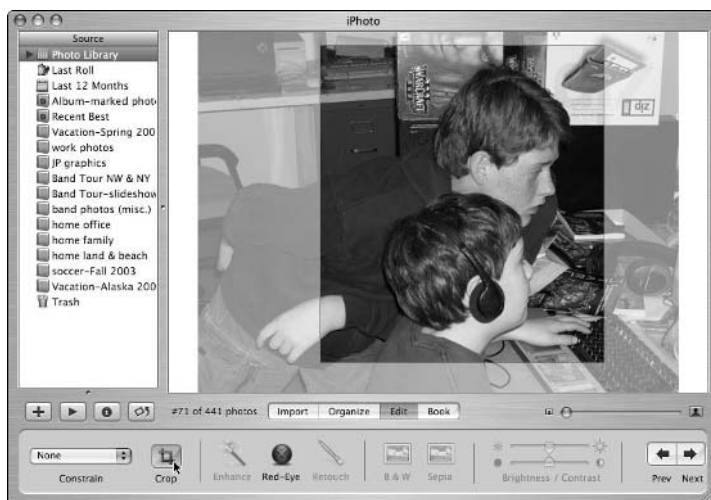 iPhoto
Source
Photo Library
Last Roll
Last 12 Months
Album-marked phot
Recent Best
Vacation-Spring 200
work photos
JP graphics
Band Tour NW & NY
Band Tour-slideshow
band photos (misc.)
home office
home family
home land & beach
soccer-Fall 2003
Vacation-Alaska 200
Trash
zip
#71 of 441 photos Import Organize Edit Book
None
Constrain Crop Enhance Red-Eye Retouch B & W Sepia Brightness / Contrast Prev Next